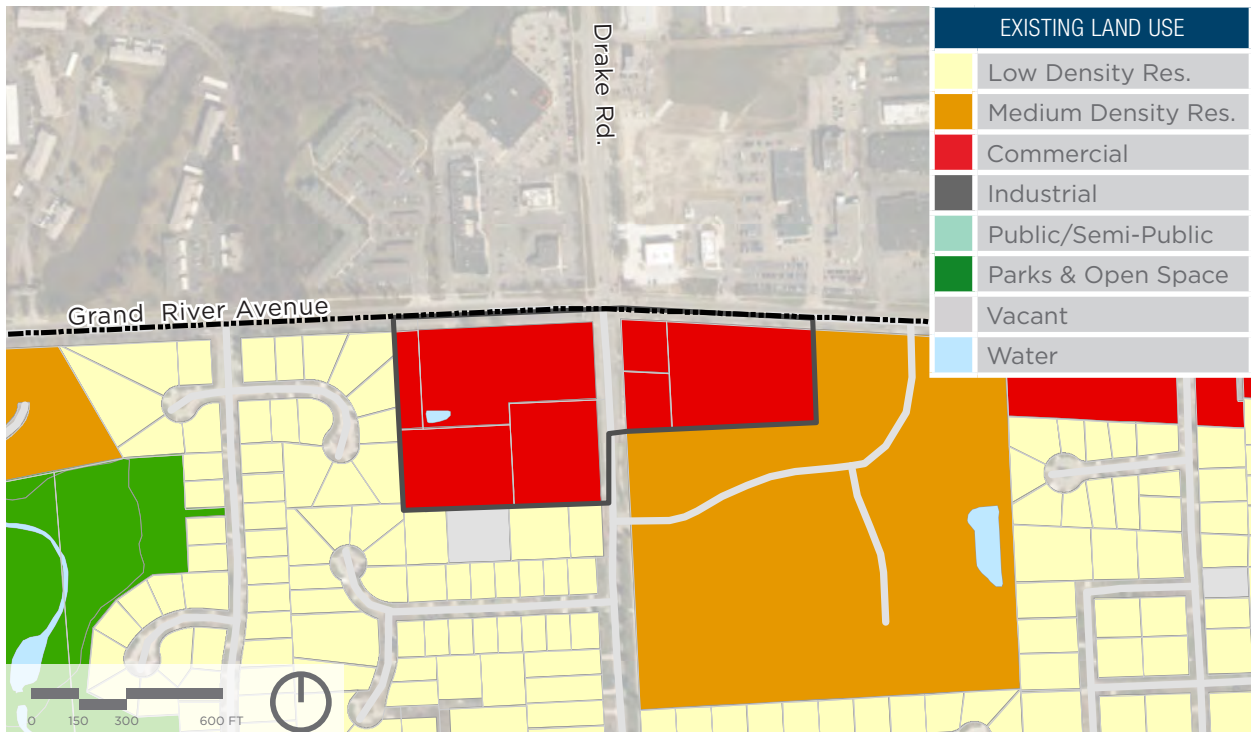 Drake Rd.
EXISTING LAND USE
Low Density Res.
Medium Density Res.
Commercial
Industrial
Public/Semi-Public
Parks & Open Space
Vacant
Water
Grand River Avenue
0 150 300 600 FT